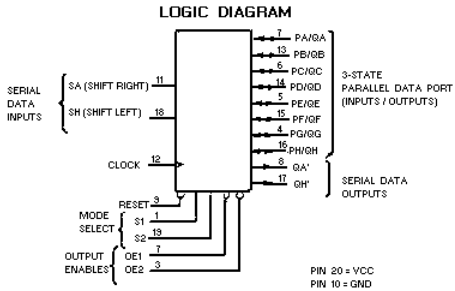 LOGIC DIAGRAM
SERIAL
DATA
INPUTS
SA (SHIFT RIGHT) 11
SH (SHIFT LEFT) 18
CLOCK 12
RESET 9
MODE
SELECT
S1 1
S2 19
OUTPUT
ENABLES
OE1 7
OE2 3
7 PA/QA
13 PB/QB
6 PC/QC
14 PD/QD
5 PE/QE
15 PF/QF
4 PG/QG
16 PH/QH
8 QA'
17 QH'
3-STATE
PARALLEL DATA PORT
(INPUTS / OUTPUTS)
SERIAL DATA
OUTPUTS
PIN 20 = VCC
PIN 10 = GND